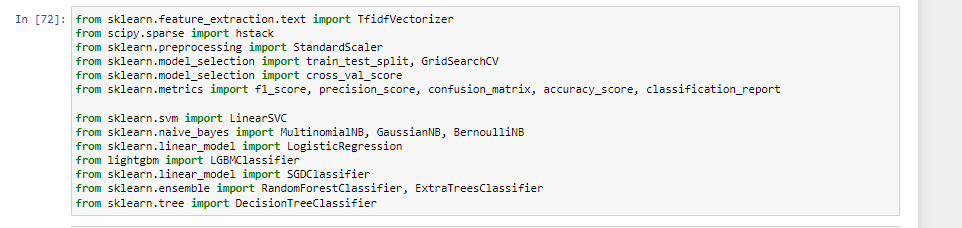 In [72]: from sklearn.feature_extraction.text import TfidfVectorizer
from scipy.sparse import hstack
from sklearn.preprocessing import StandardScaler
from sklearn.model_selection import train_test_split, GridSearchCV
from sklearn.model_selection import cross_val_score
from sklearn.metrics import f1_score, precision_score, confusion_matrix, accuracy_score, classification_report
from sklearn.svm import LinearSVC
from sklearn.naive_bayes import MultinomialNB, GaussianNB, BernoulliNB
from sklearn.linear_model import LogisticRegression
from lightgbm import LGBMClassifier
from sklearn.linear_model import SGDClassifier
from sklearn.ensemble import RandomForestClassifier, ExtraTreesClassifier
from sklearn.tree import DecisionTreeClassifier